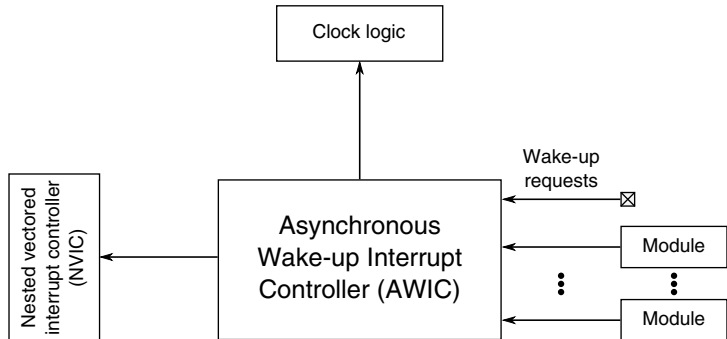 Clock logic
Wake-up
requests
Nested vectored
interrupt controller
(NVIC)
Asynchronous
Wake-up Interrupt
Controller (AWIC)
Module
Module